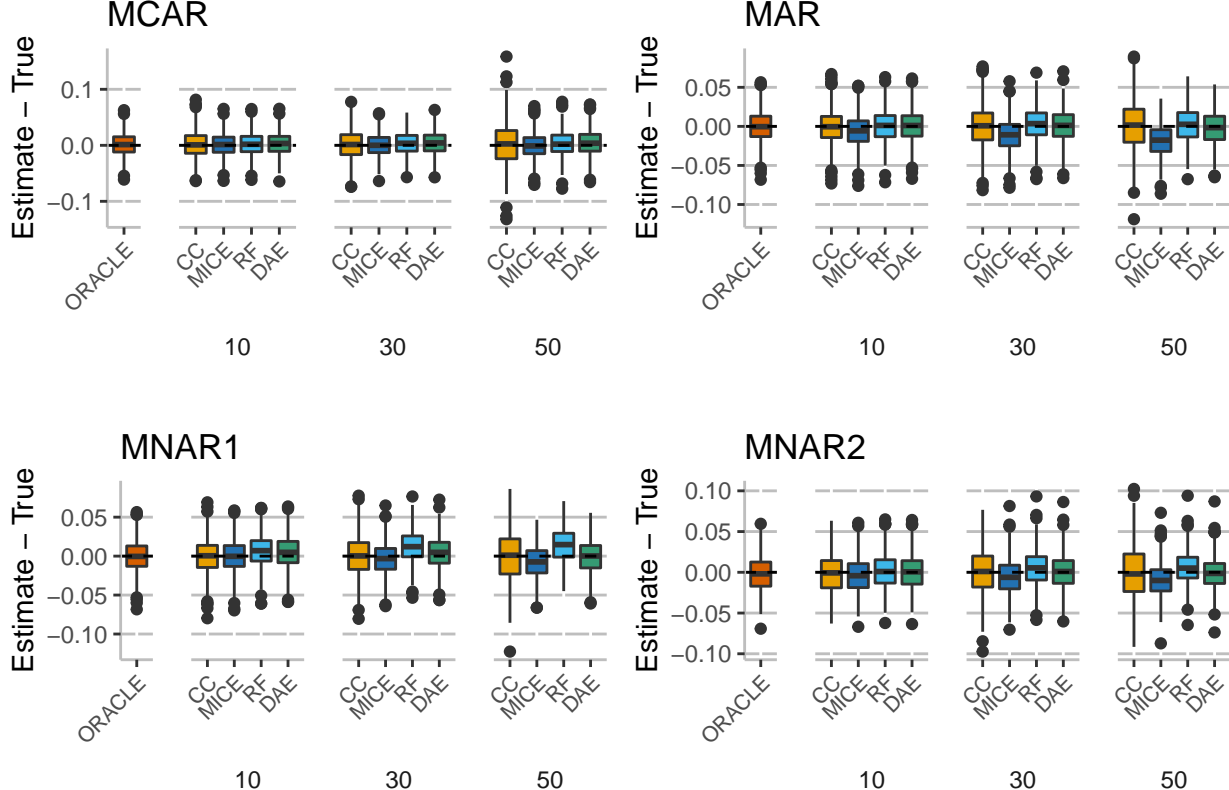 MCAR
Estimate − True
0.1
0.0
−0.1
ORACLE
CC
MICE
RF
DAE
CC
MICE
RF
DAE
CC
MICE
RF
DAE
10
30
50
MAR
Estimate − True
0.05
0.00
−0.05
−0.10
ORACLE
CC
MICE
RF
DAE
CC
MICE
RF
DAE
CC
MICE
RF
DAE
10
30
50
MNAR1
Estimate − True
0.05
0.00
−0.05
−0.10
ORACLE
CC
MICE
RF
DAE
CC
MICE
RF
DAE
CC
MICE
RF
DAE
10
30
50
MNAR2
Estimate − True
0.10
0.05
0.00
−0.05
−0.10
ORACLE
CC
MICE
RF
DAE
CC
MICE
RF
DAE
CC
MICE
RF
DAE
10
30
50